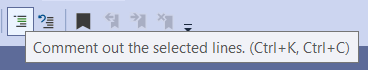 Comment out the selected lines. (Ctrl+K, Ctrl+C)